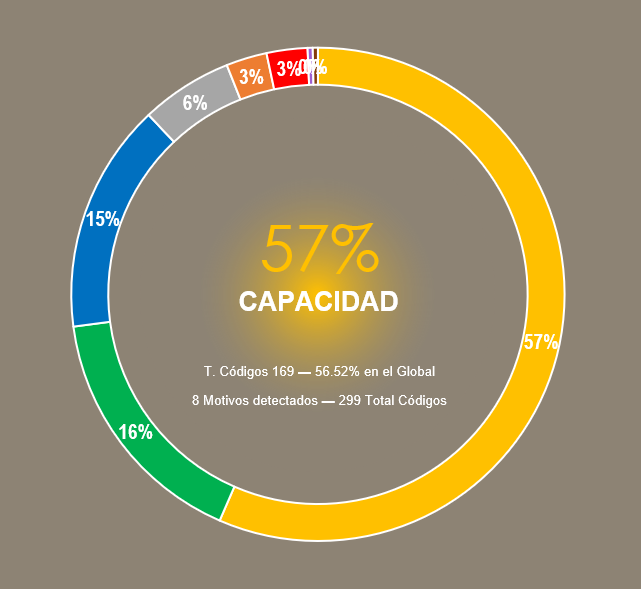 3%
3%
6%
15%
57%
CAPACIDAD
57%
T. Códigos 169 — 56.52% en el Global
8 Motivos detectados — 299 Total Códigos
16%